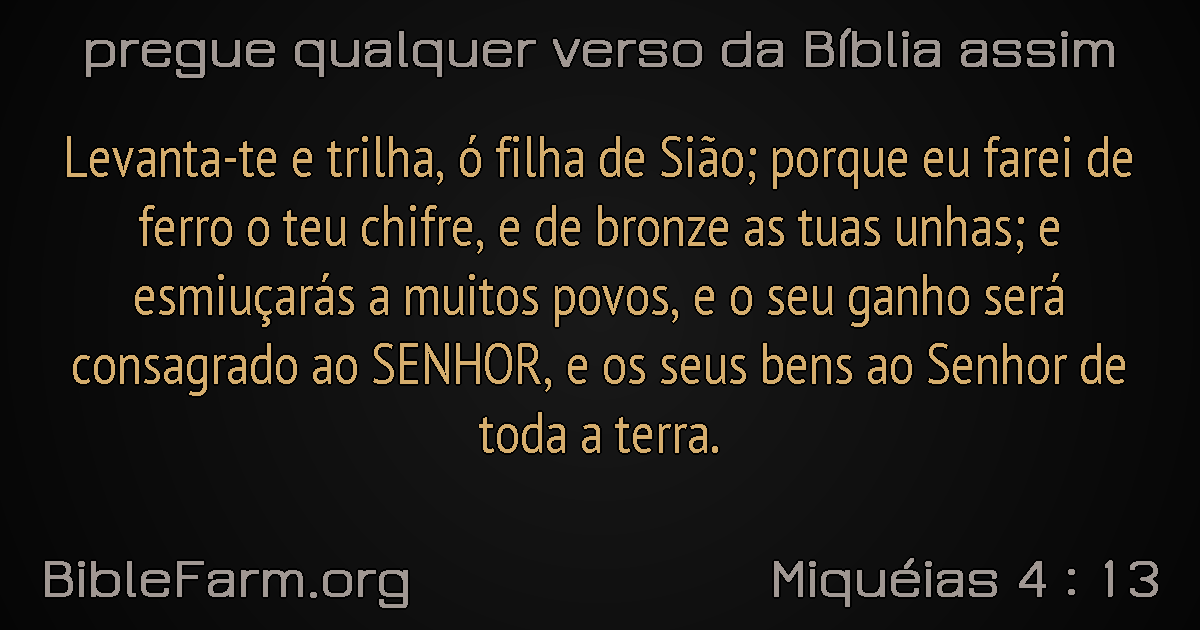 pregue qualquer verso da Bíblia assim
Levanta-te e trilha, ó filha de Sião; porque eu farei de
ferro o teu chifre, e de bronze as tuas unhas; e
esmiuçarás a muitos povos, e o seu ganho será
consagrado ao SENHOR, e os seus bens ao Senhor de
toda a terra.
BibleFarm.org
Miquéias 4 : 13